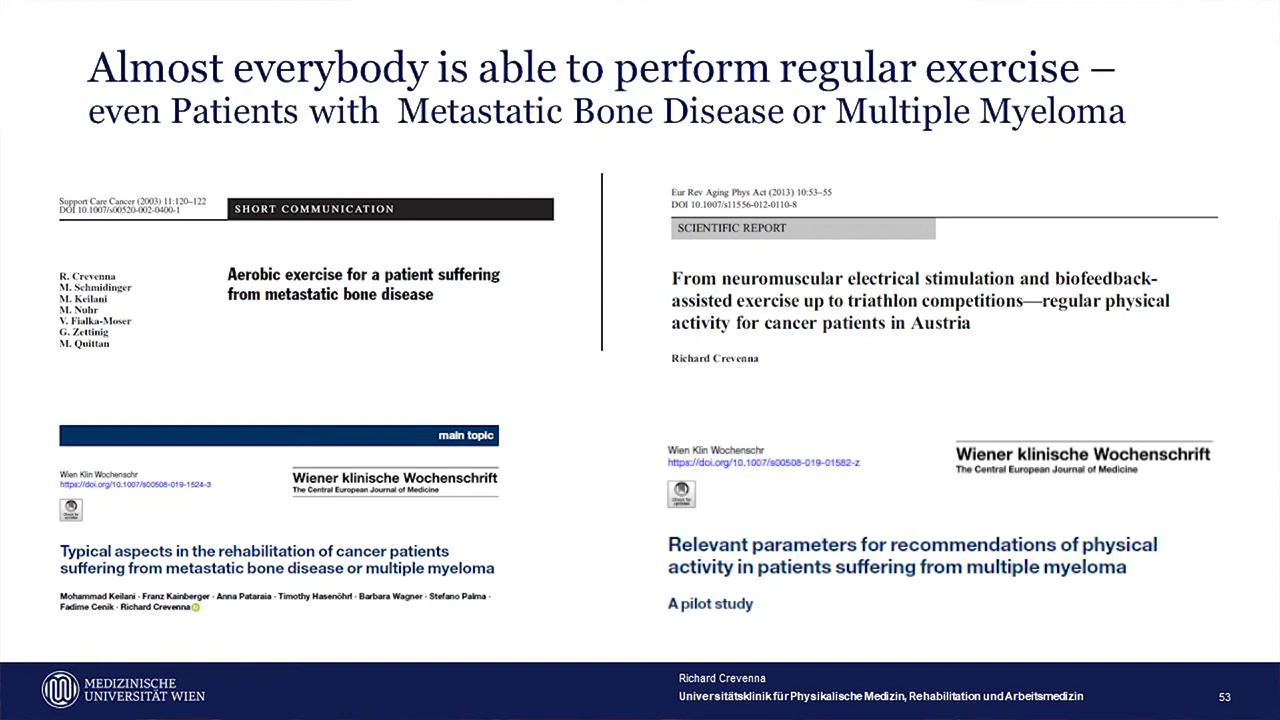 Almost everybody is able to perform regular exercise –
even Patients with Metastatic Bone Disease or Multiple Myeloma
Support Care Cancer (2003) 11:120–122
DOI 10.1007/s00520-002-0400-1
SHORT COMMUNICATION
R. Crevenna
M. Schmidinger
M. Keilani
M. Nuhr
V. Fialka-Moser
G. Zettinig
M. Quittan
Aerobic exercise for a patient suffering
from metastatic bone disease
Eur Rev Aging Phys Act (2013) 10:53–55
DOI 10.1007/s11556-012-0110-8
SCIENTIFIC REPORT
From neuromuscular electrical stimulation and biofeedback-
assisted exercise up to triathlon competitions—regular physical
activity for cancer patients in Austria
Richard Crevenna
main topic
Wien Klin Wochenschr
https://doi.org/10.1007/s00508-019-1524-3
Wiener klinische Wochenschrift
The Central European Journal of Medicine
Typical aspects in the rehabilitation of cancer patients
suffering from metastatic bone disease or multiple myeloma
Mohammad Keilani · Franz Kainberger · Anna Pataraia · Timothy Hasenöhrl · Barbara Wagner · Stefano Palma ·
Fadime Cenik · Richard Crevenna
Wien Klin Wochenschr
https://doi.org/10.1007/s00508-019-01582-z
Wiener klinische Wochenschrift
The Central European Journal of Medicine
Check for
updates
Relevant parameters for recommendations of physical
activity in patients suffering from multiple myeloma
A pilot study
MEDIZINISCHE
UNIVERSITÄT WIEN
Richard Crevenna
Universitätsklinik für Physikalische Medizin, Rehabilitation und Arbeitsmedizin
53